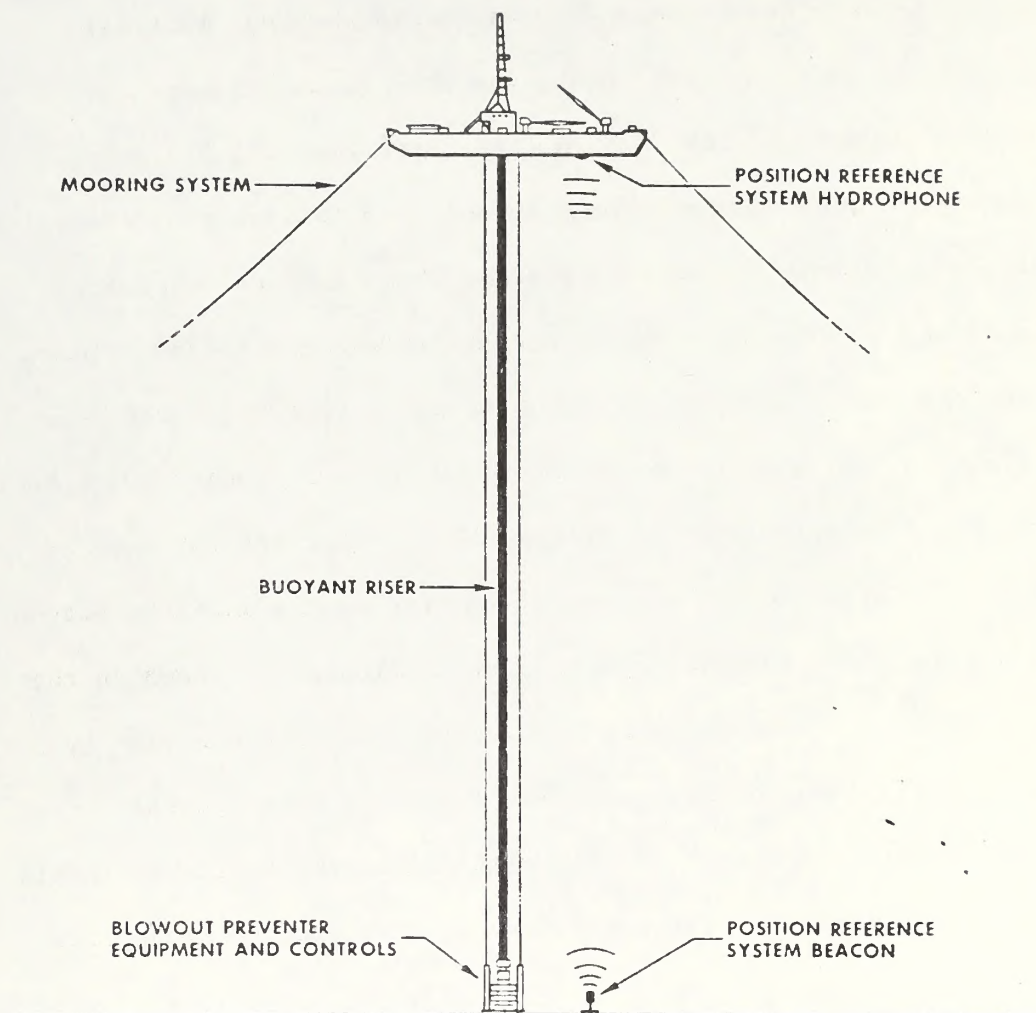 MOORING SYSTEM
POSITION REFERENCE
SYSTEM HYDROPHONE
BUOYANT RISER
BLOWOUT PREVENTER
EQUIPMENT AND CONTROLS
POSITION REFERENCE
SYSTEM BEACON